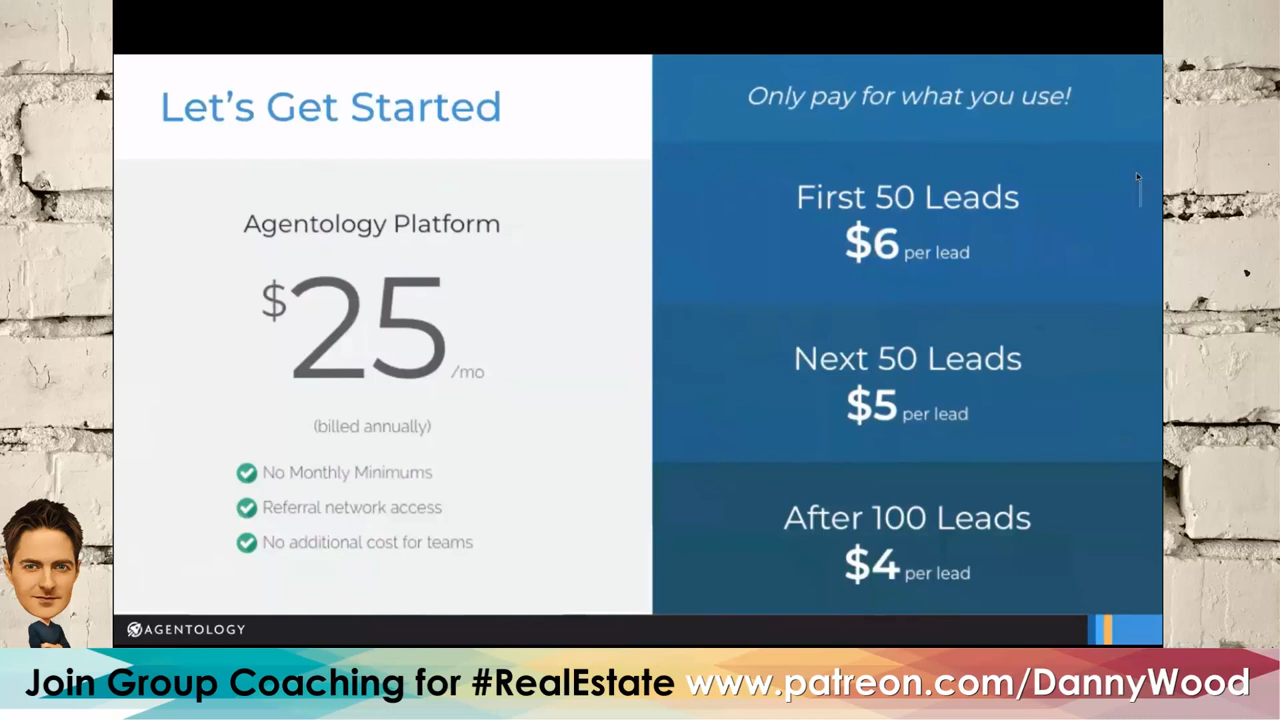 Let's Get Started
Agentology Platform
$25/mo
(billed annually)
No Monthly Minimums
Referral network access
No additional cost for teams
Only pay for what you use!
First 50 Leads
$6 per lead
Next 50 Leads
$5 per lead
After 100 Leads
$4 per lead
AGENTOLOGY
Join Group Coaching for #RealEstate www.patreon.com/DannyWood